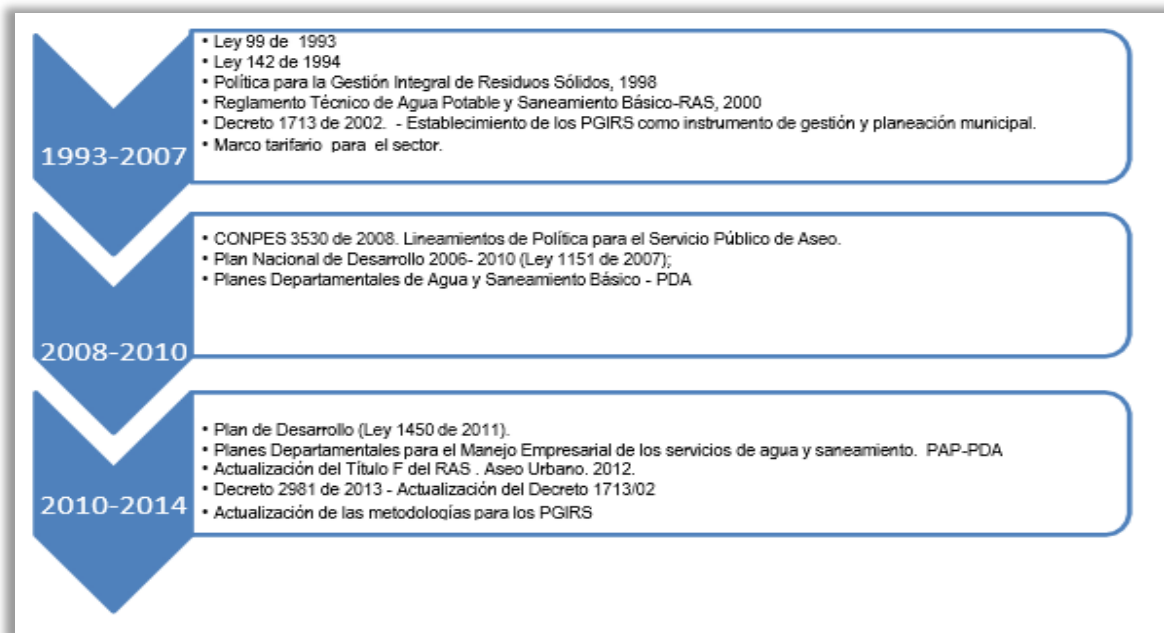 • Ley 99 de 1993
• Ley 142 de 1994
• Política para la Gestión Integral de Residuos Sólidos, 1998
• Reglamento Técnico de Agua Potable y Saneamiento Básico-RAS, 2000
• Decreto 1713 de 2002. - Establecimiento de los PGIRS como instrumento de gestión y planeación municipal.
• Marco tarifario para el sector.
1993-2007
• CONPES 3530 de 2008. Lineamientos de Política para el Servicio Público de Aseo.
• Plan Nacional de Desarrollo 2006- 2010 (Ley 1151 de 2007);
• Planes Departamentales de Agua y Saneamiento Básico - PDA
2008-2010
• Plan de Desarrollo (Ley 1450 de 2011).
• Planes Departamentales para el Manejo Empresarial de los servicios de agua y saneamiento. PAP-PDA
• Actualización del Título F del RAS . Aseo Urbano. 2012.
• Decreto 2981 de 2013 - Actualización del Decreto 1713/02
• Actualización de las metodologías para los PGIRS
2010-2014